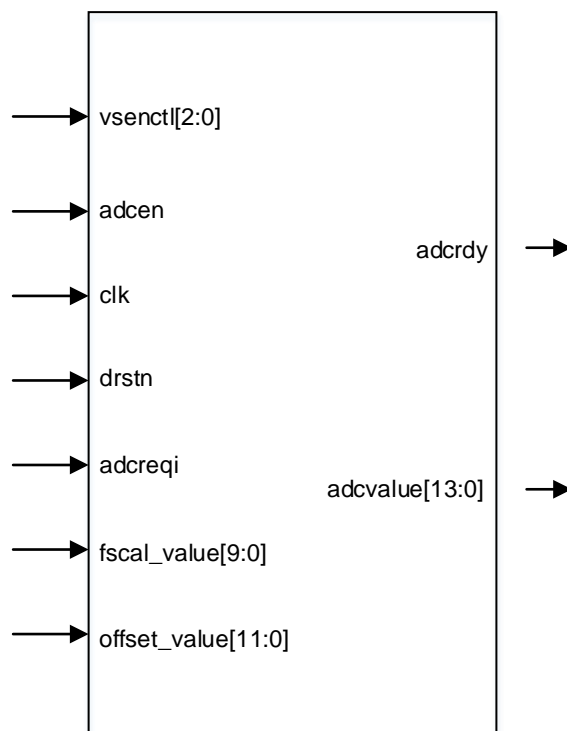 vsenctl[2:0]
adcen
adcrdy
clk
drstn
adcreqi
adcvalue[13:0]
fscal_value[9:0]
offset_value[11:0]